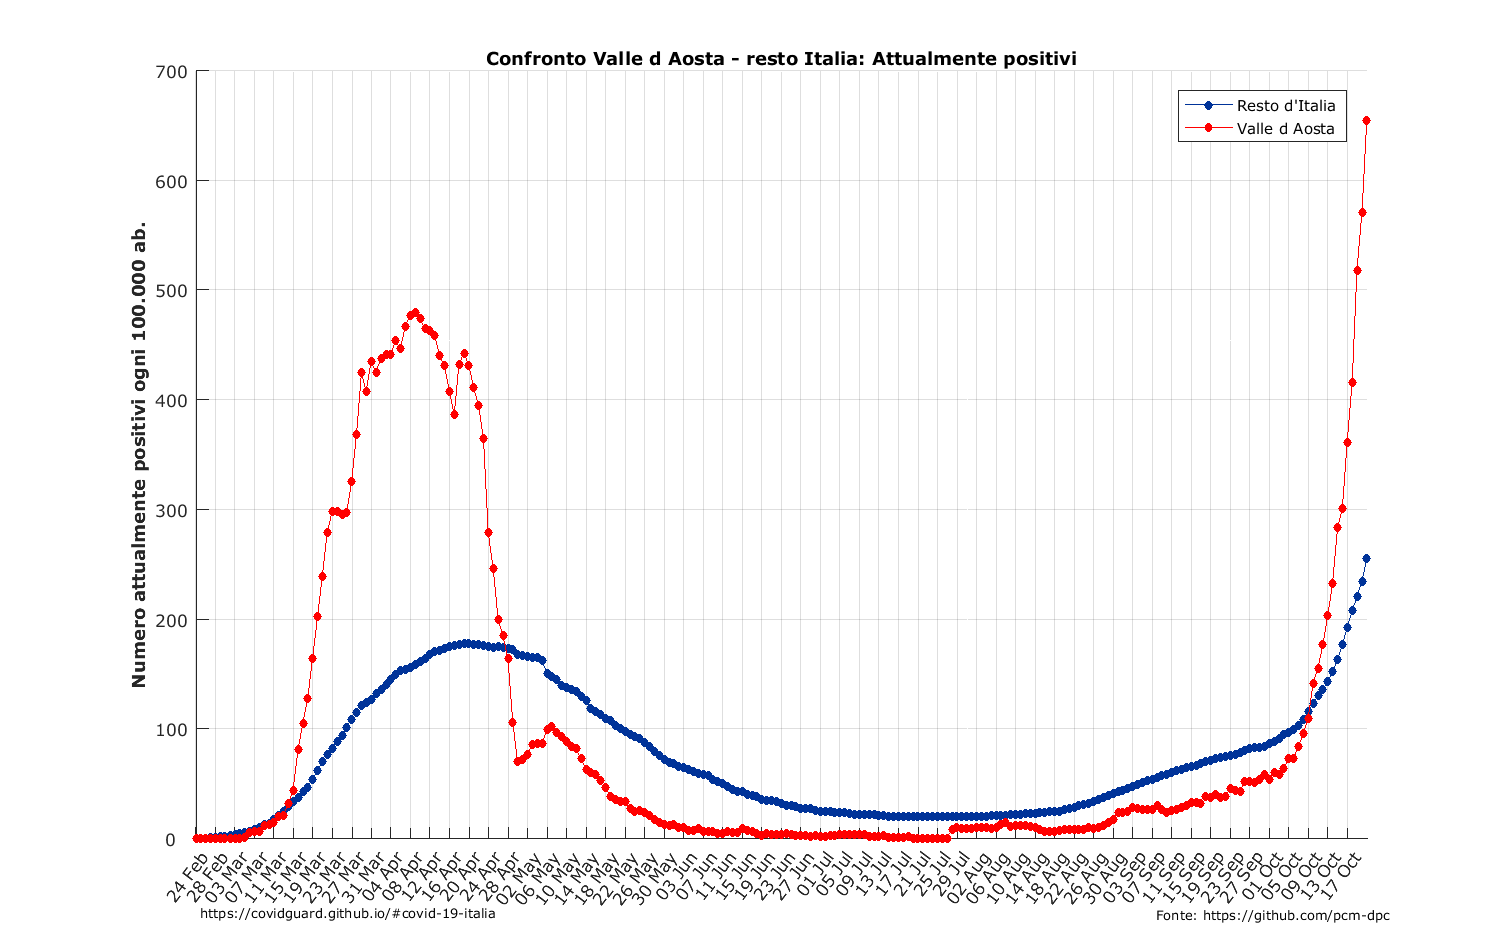 Confronto Valle d Aosta - resto Italia: Attualmente positivi
Numero attualmente positivi ogni 100.000 ab.
700
600
500
400
300
200
100
0
Resto d'Italia
Valle d Aosta
24 Feb
28 Feb
03 Mar
07 Mar
11 Mar
15 Mar
19 Mar
23 Mar
27 Mar
31 Mar
04 Apr
08 Apr
12 Apr
16 Apr
20 Apr
24 Apr
28 Apr
02 May
06 May
10 May
14 May
18 May
22 May
26 May
30 May
03 Jun
07 Jun
11 Jun
15 Jun
19 Jun
23 Jun
27 Jun
01 Jul
05 Jul
09 Jul
13 Jul
17 Jul
21 Jul
25 Jul
29 Jul
02 Aug
06 Aug
10 Aug
14 Aug
18 Aug
22 Aug
26 Aug
30 Aug
03 Sep
07 Sep
11 Sep
15 Sep
19 Sep
23 Sep
27 Sep
01 Oct
05 Oct
09 Oct
13 Oct
17 Oct
https://covidguard.github.io/#covid-19-italia
Fonte: https://github.com/pcm-dpc